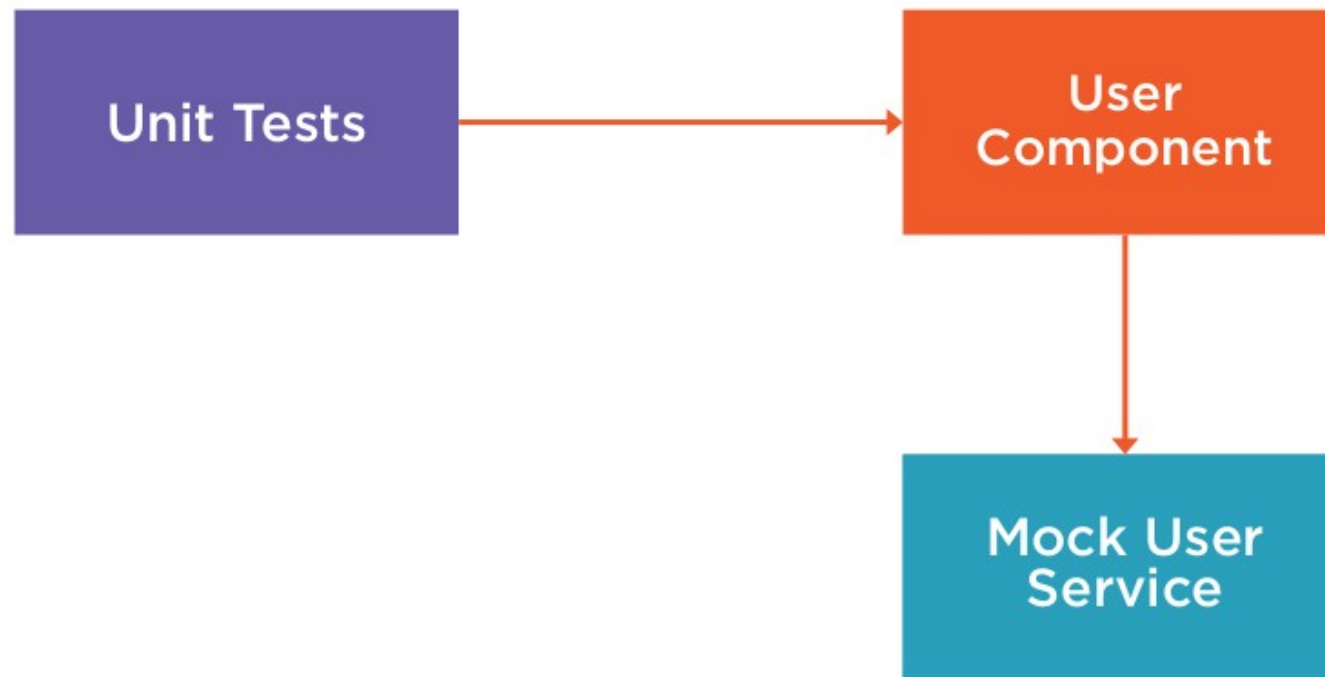 Unit Tests
User
Component
Mock User
Service